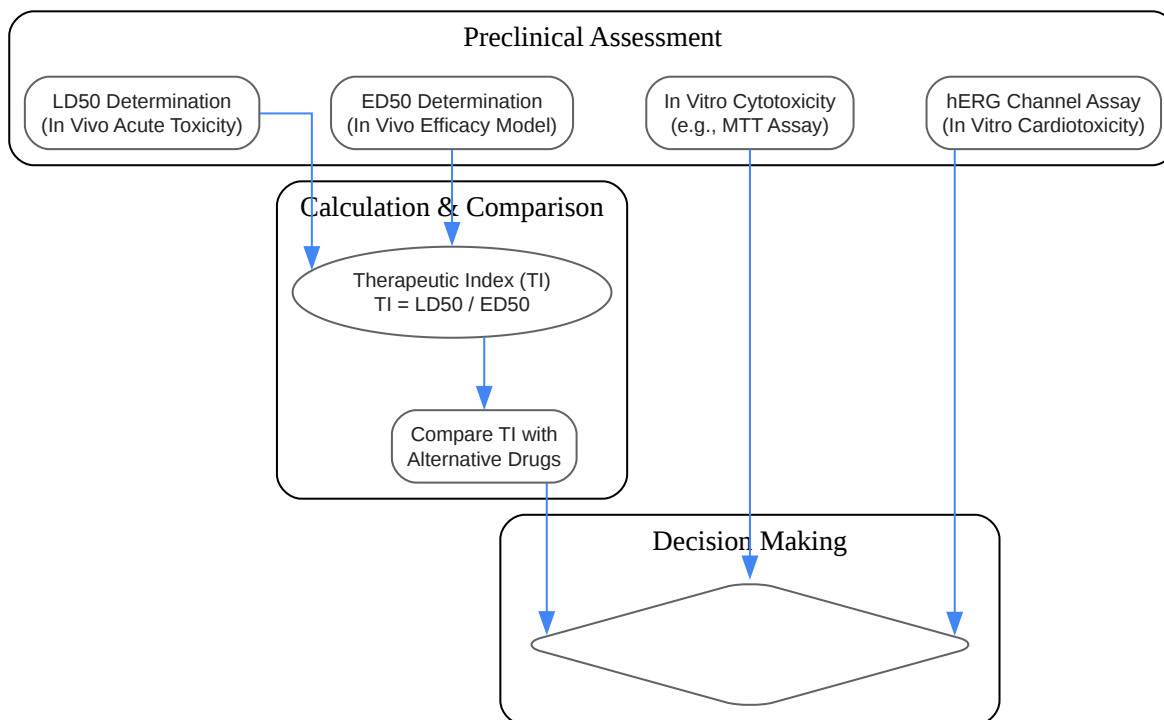 Preclinical Assessment
LD50 Determination
(In Vivo Acute Toxicity)
ED50 Determination
(In Vivo Efficacy Model)
In Vitro Cytotoxicity
(e.g., MTT Assay)
hERG Channel Assay
(In Vitro Cardiotoxicity)
Calculation & Comparison
Therapeutic Index (TI)
TI = LD50 / ED50
Compare TI with
Alternative Drugs
Decision Making